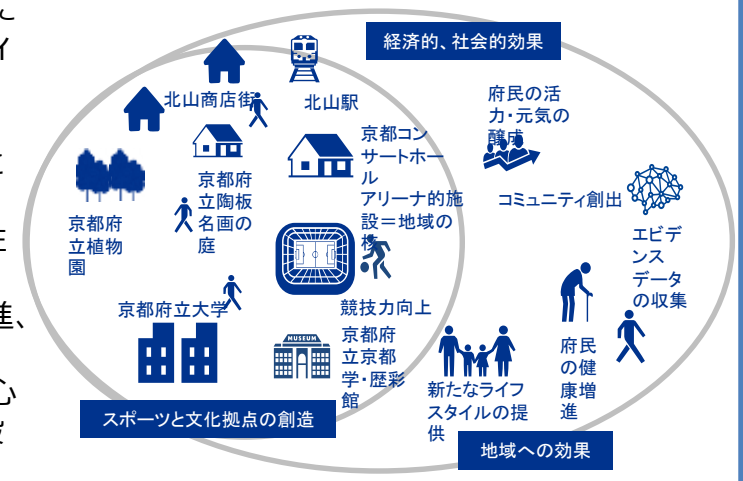 経済的、社会的効果
北山商店街
北山駅
府民の活
力・元気の
醸成
京都コン
サートホー
ル
アリーナ的施
設=地域の
核
京都府
立陶板
名画の
庭
京都府
立植物
園
コミュニティ創出
エビデ
ンス
データ
の収集
京都府立大学
競技力向上
MUSEUM
京都府
立京都
学・歴彩
館
府民
の健
康増
進
新たなライフ
スタイルの提
供
スポーツと文化拠点の創造
地域への効果
イ
進、
心